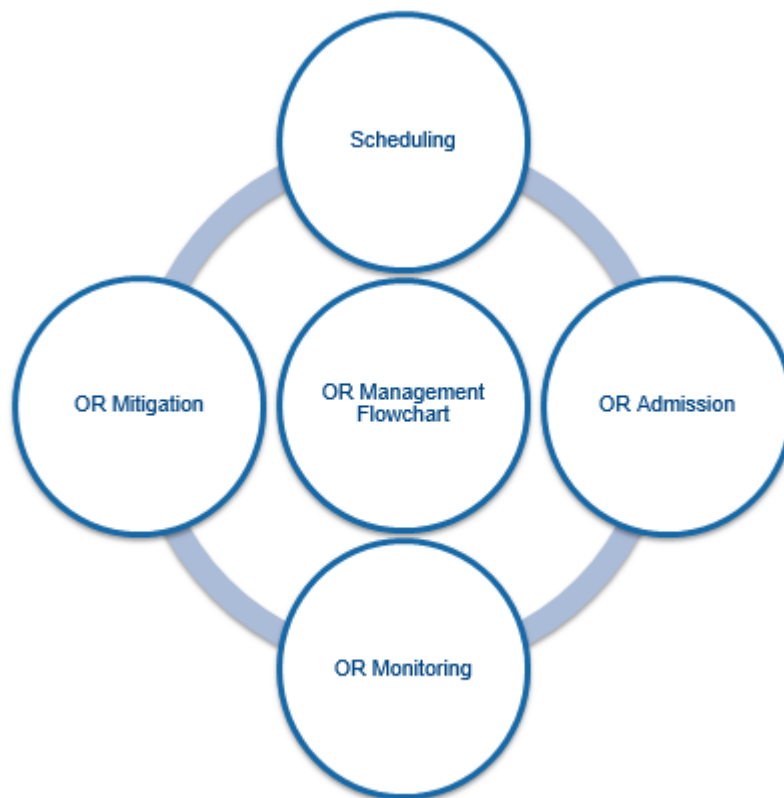 Scheduling
OR Mitigation
OR Management
Flowchart
OR Admission
OR Monitoring